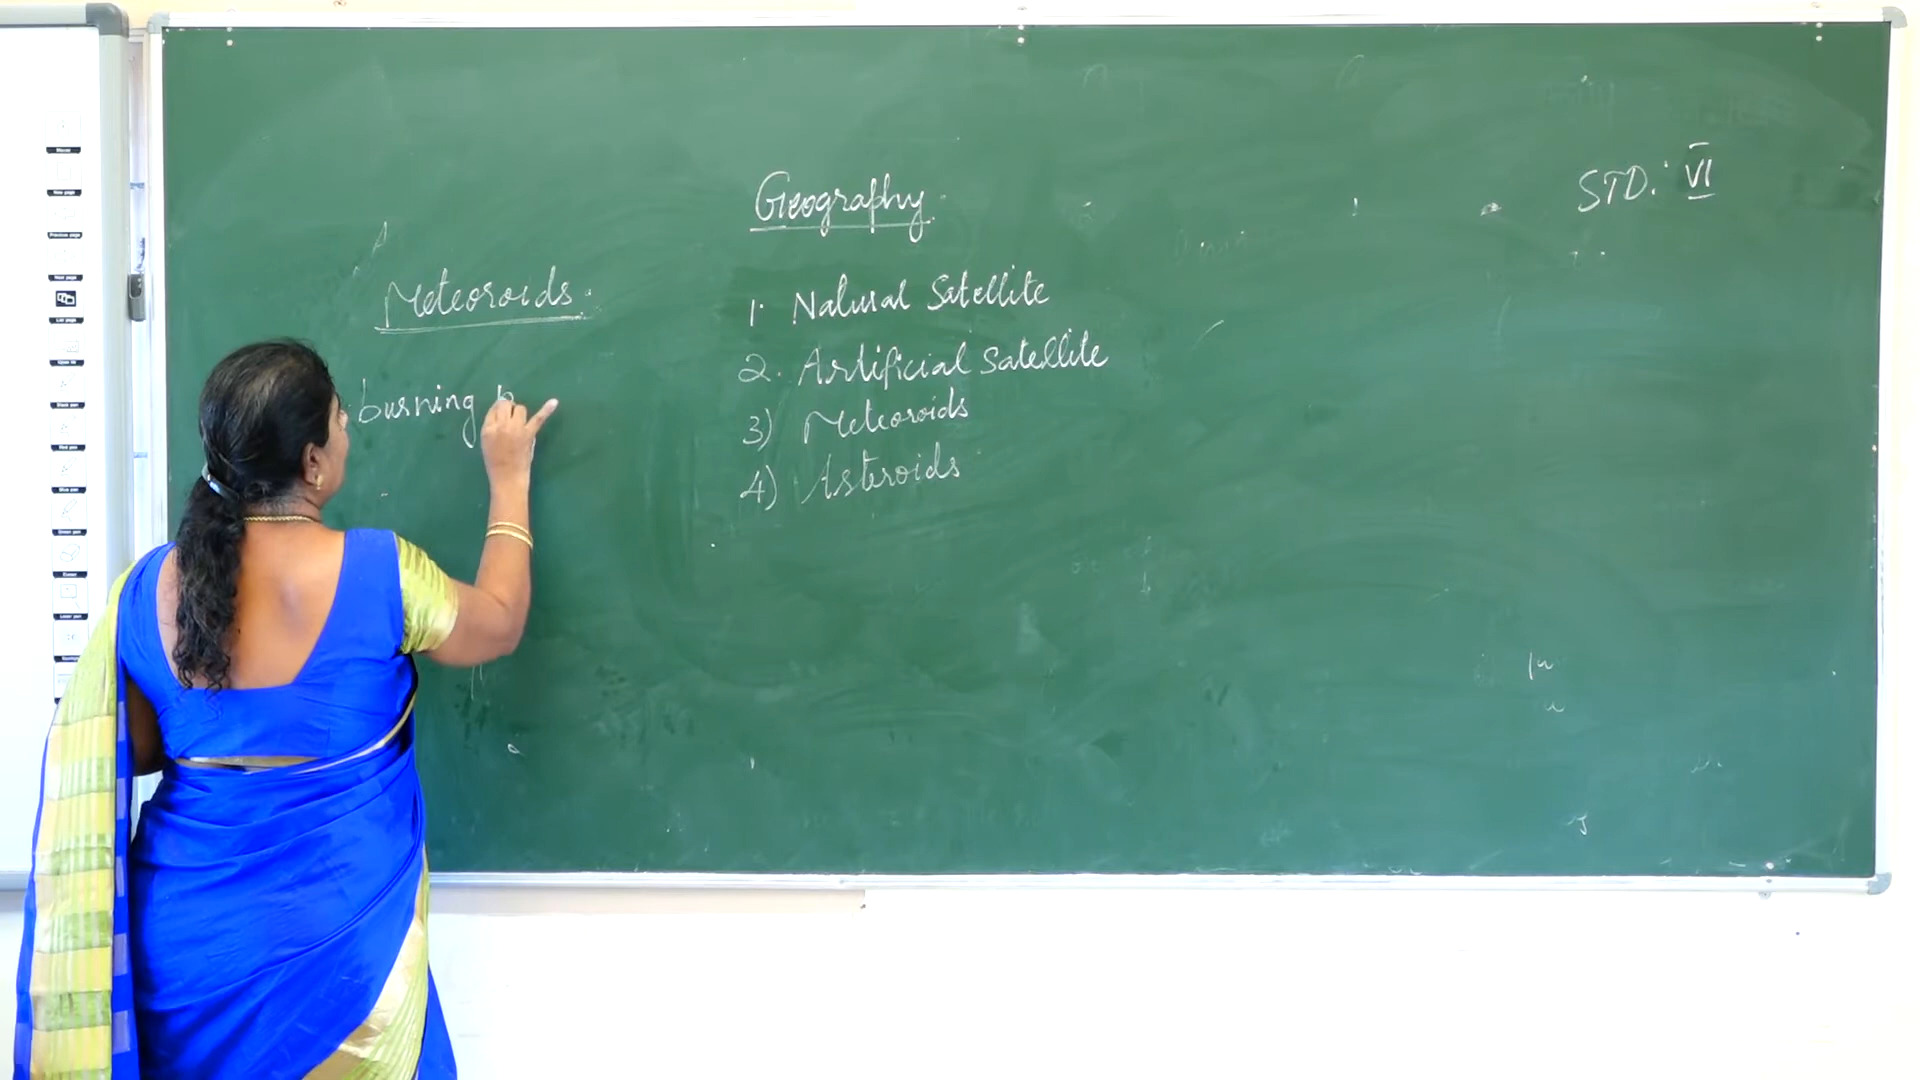 Geography
STD: VI
Meteoroids.
burning
1. Natural Satellite
2. Artificial Satellite
3) Meteoroids
4) Asteroids